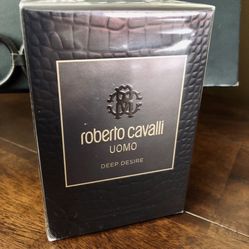 roberto cavalli
UOMO
DEEP DESIRE